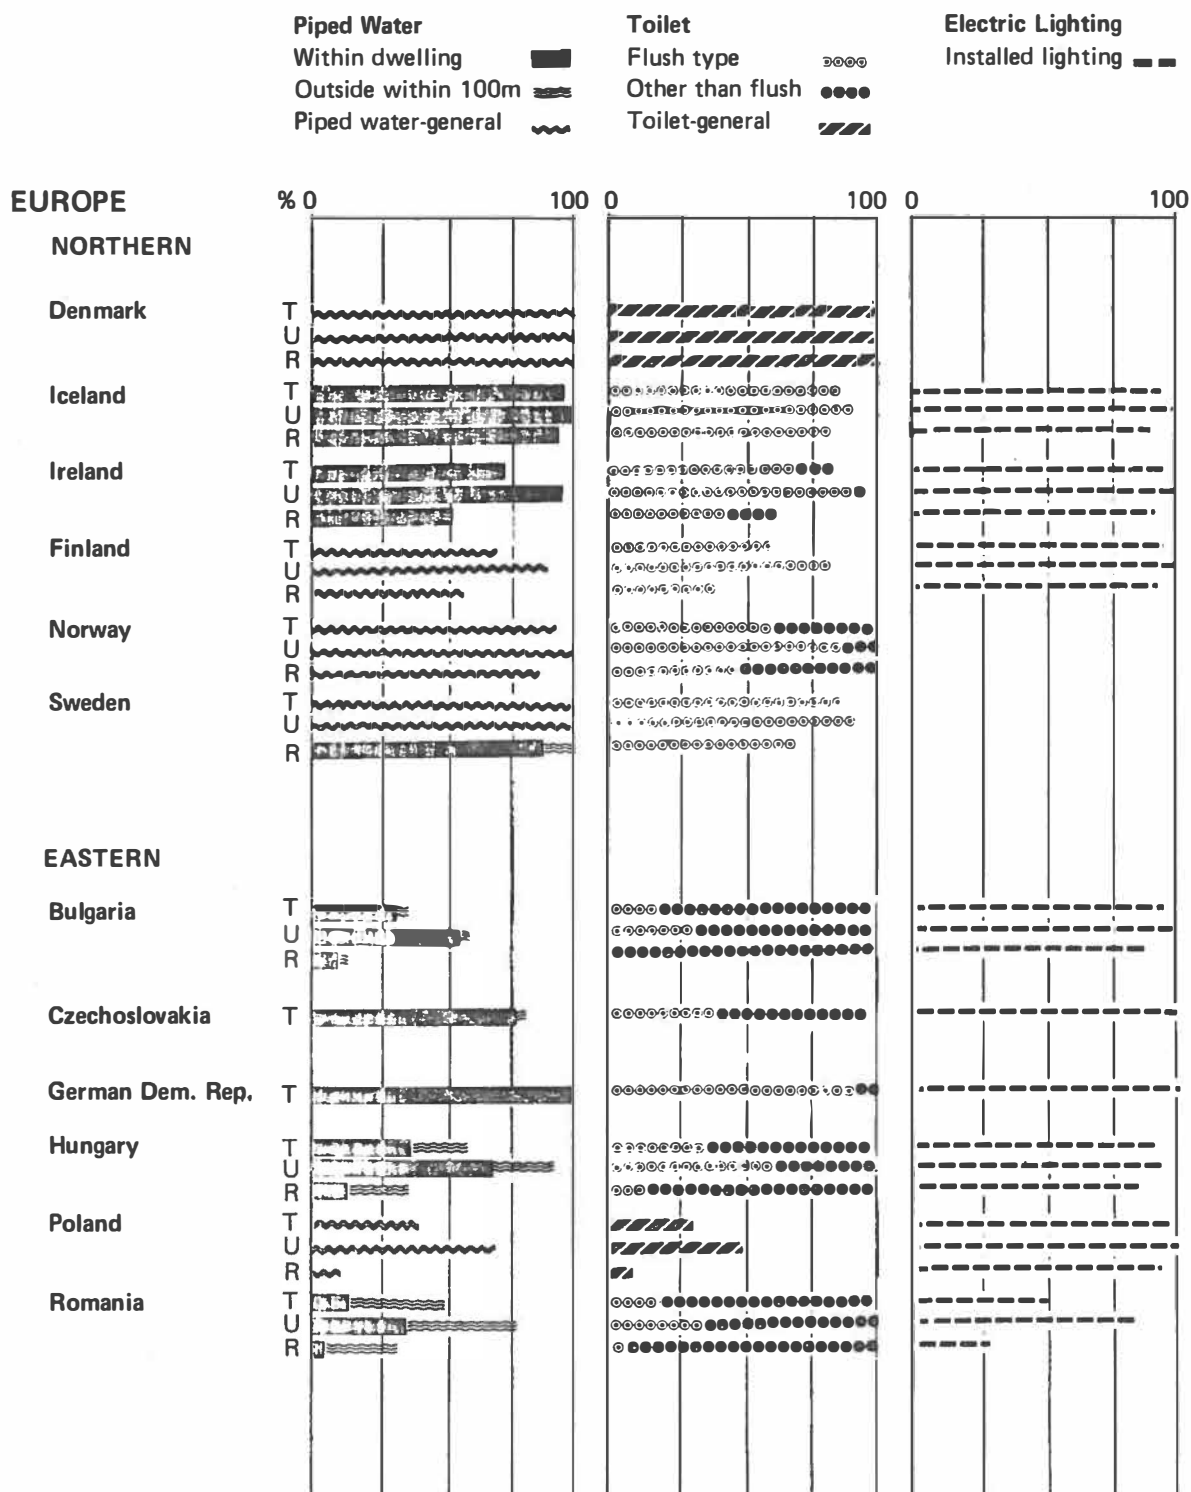 Piped Water Toilet Electric Lighting
Within dwelling Flush type Installed lighting
Outside within 100m Other than flush
Piped water-general Toilet-general
EUROPE % 0 100 0 100 0 100
NORTHERN
Denmark T
U
R
Iceland T
U
R
Ireland T
U
R
Finland T
U
R
Norway T
U
R
Sweden T
U
R
EASTERN
Bulgaria T
U
R
Czechoslovakia T
German Dem. Rep. T
Hungary T
U
R
Poland T
U
R
Romania T
U
R